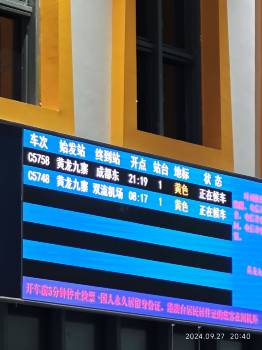 车次 始发站 终到站 开点 站台 地标 状态
C5758 黄龙九寨 成都东 21:19 1 黄色 正在候车
C5748 黄龙九寨 双流机场 08:17 1 正在候车
开车前5分钟停止检票
2024.09.27 20:40